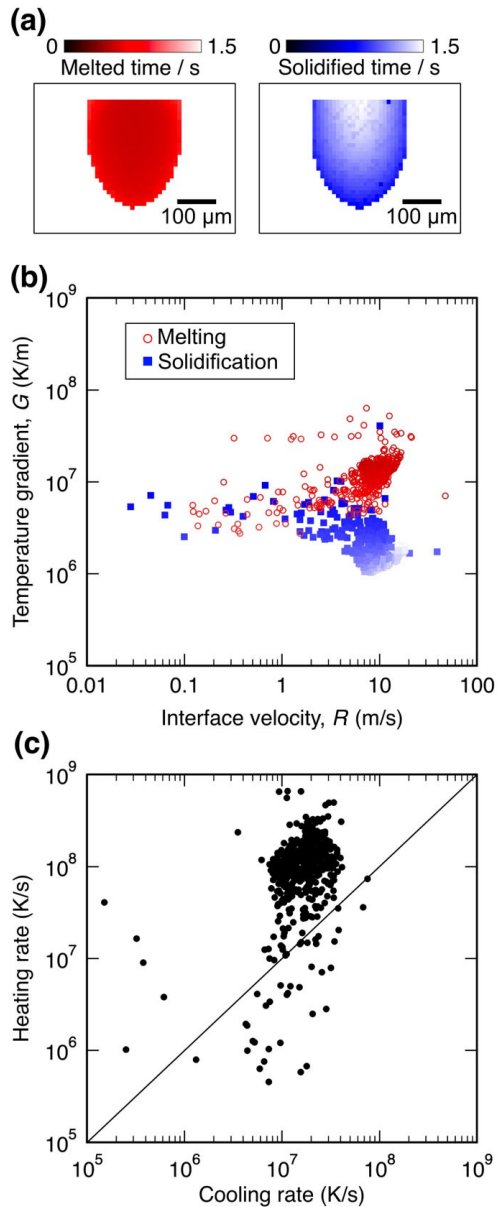 (a)
0 1.5 0 1.5
Melted time / s Solidified time / s
100 µm 100 µm
(b)
10⁹
10⁸
10⁷
10⁶
10⁵
Temperature gradient, G (K/m)
Melting
Solidification
0.01 0.1 1 10 100
Interface velocity, R (m/s)
(c)
10⁹
10⁸
10⁷
10⁶
10⁵
Heating rate (K/s)
10⁵ 10⁶ 10⁷ 10⁸ 10⁹
Cooling rate (K/s)